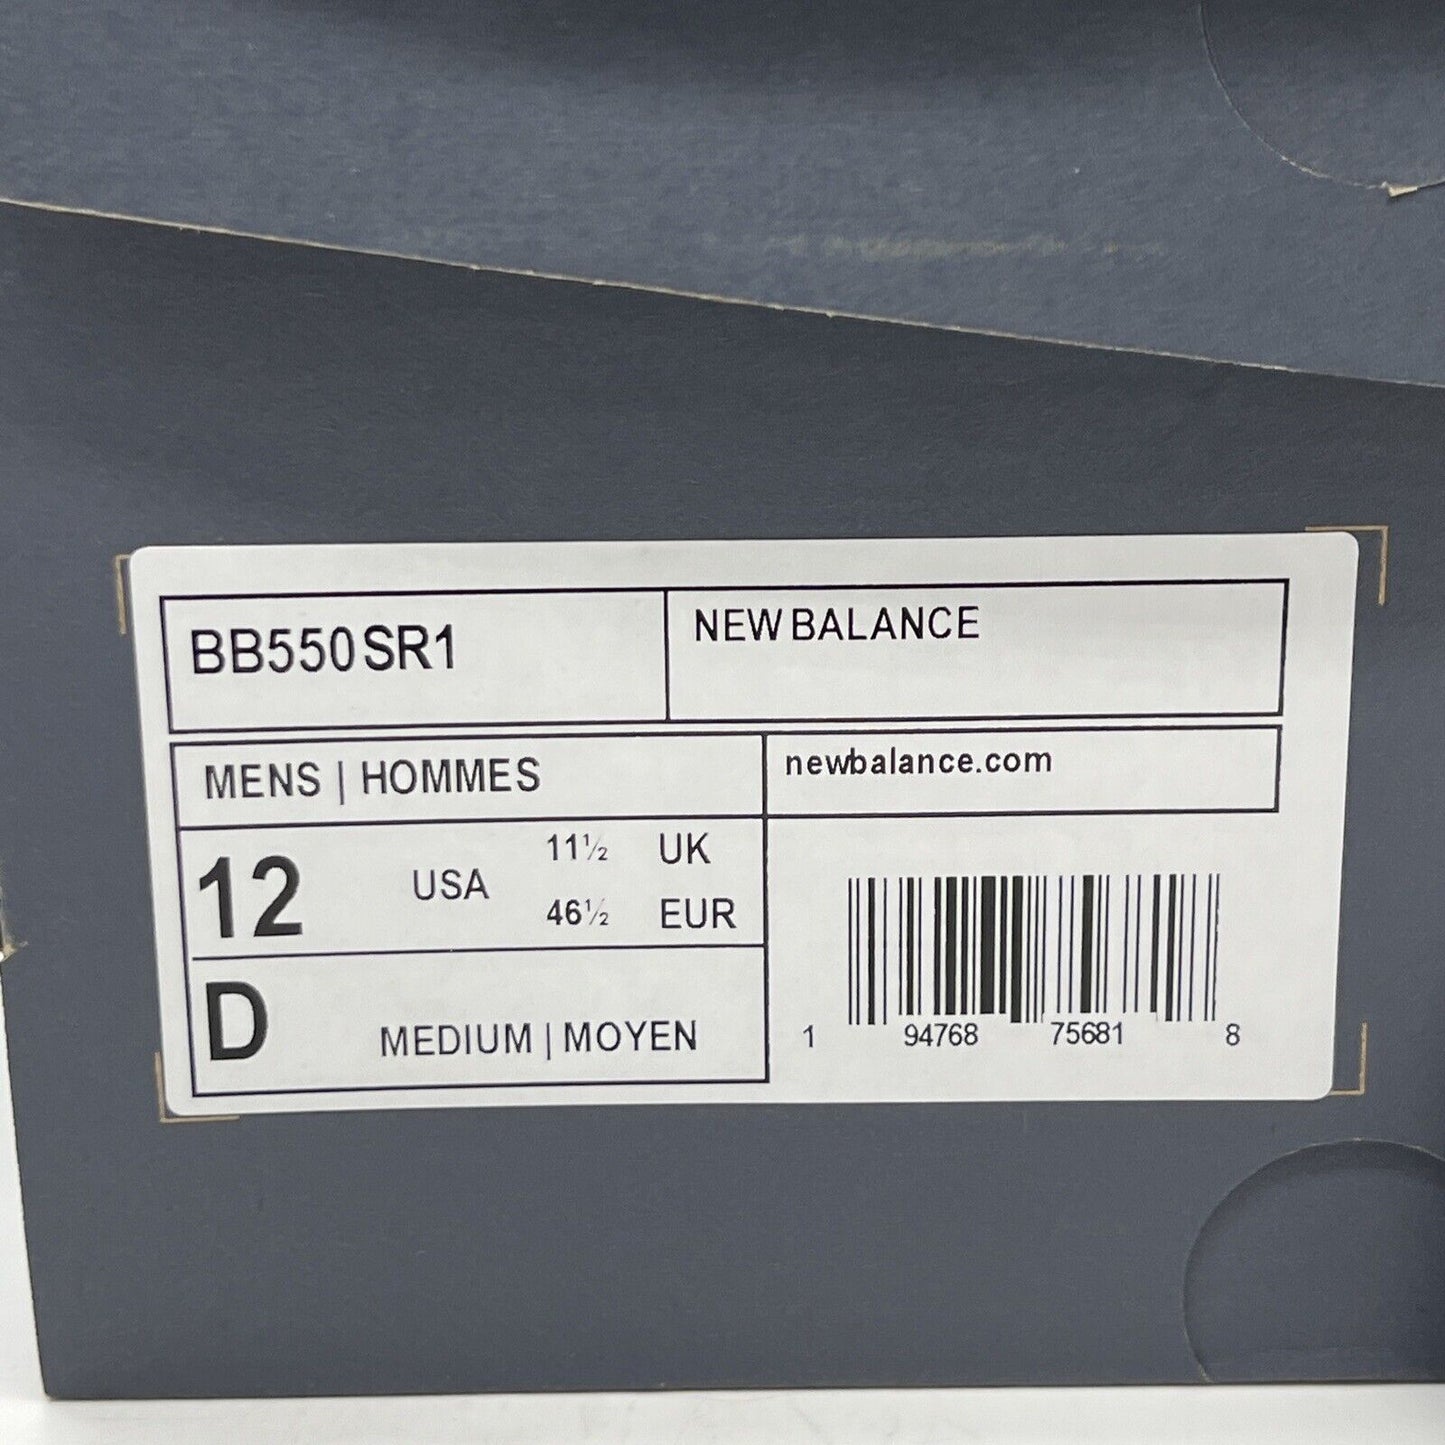 BB550SR1
NEW BALANCE
MENS | HOMMES
newbalance.com
12 USA
11½ UK
46½ EUR
D MEDIUM | MOYEN
1 94768 75681 8